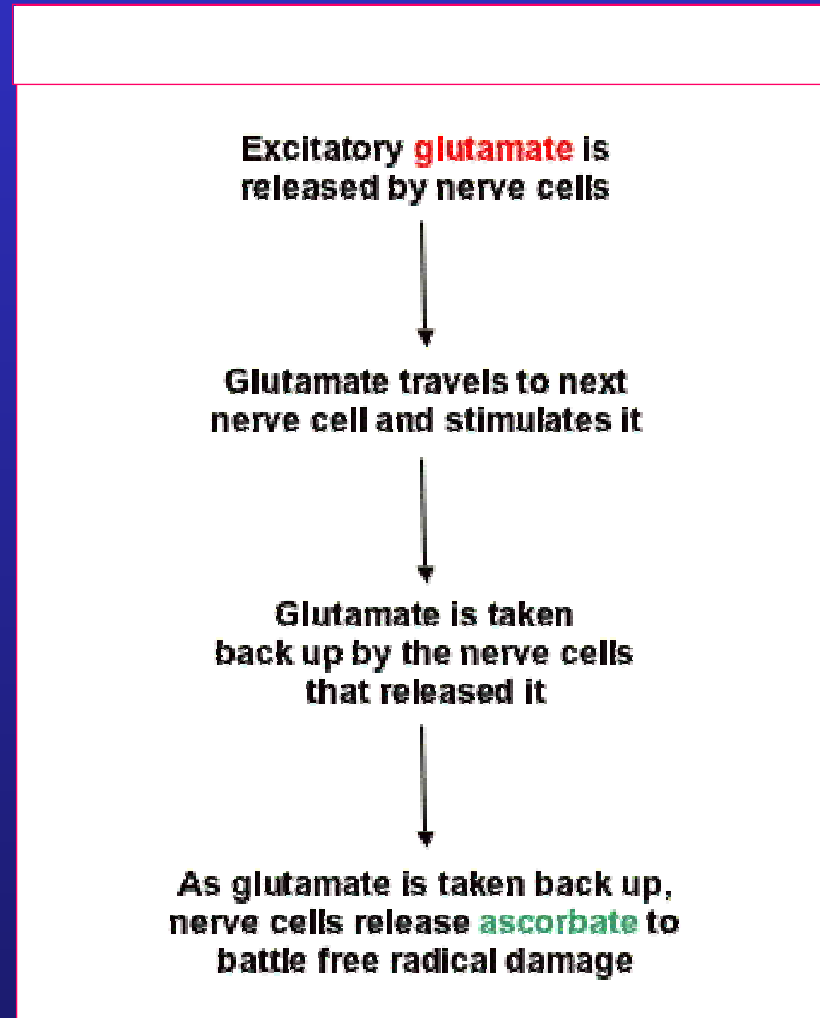 Excitatory glutamate is
released by nerve cells
Glutamate travels to next
nerve cell and stimulates it
Glutamate is taken
back up by the nerve cells
that released it
As glutamate is taken back up,
nerve cells release ascorbate to
battle free radical damage